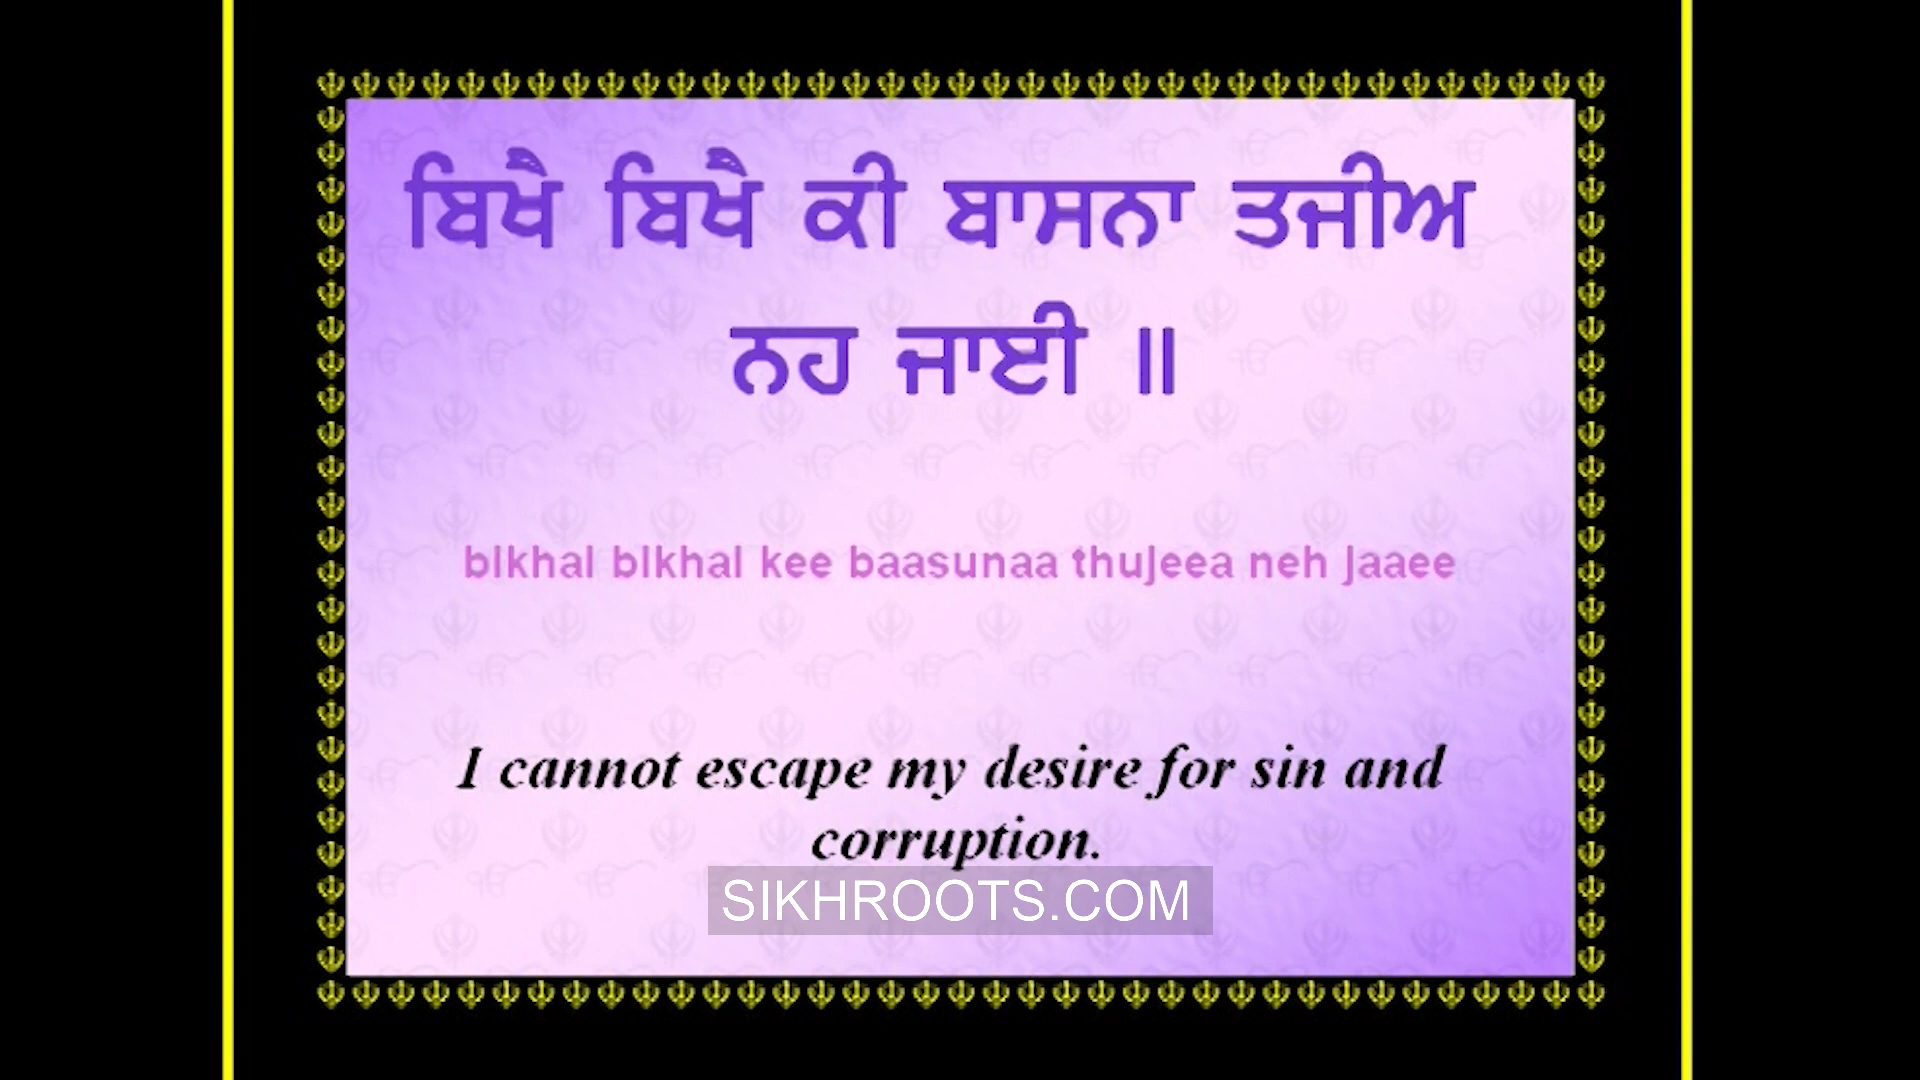 ਬਿਖੈ ਬਿਖੈ ਕੀ ਬਾਸਨਾ ਤਜੀਅ
ਨਹ ਜਾਈ ॥
bikhai bikhai kee baasunaa thujeea neh jaaee
I cannot escape my desire for sin and
corruption.
SIKHROOTS.COM